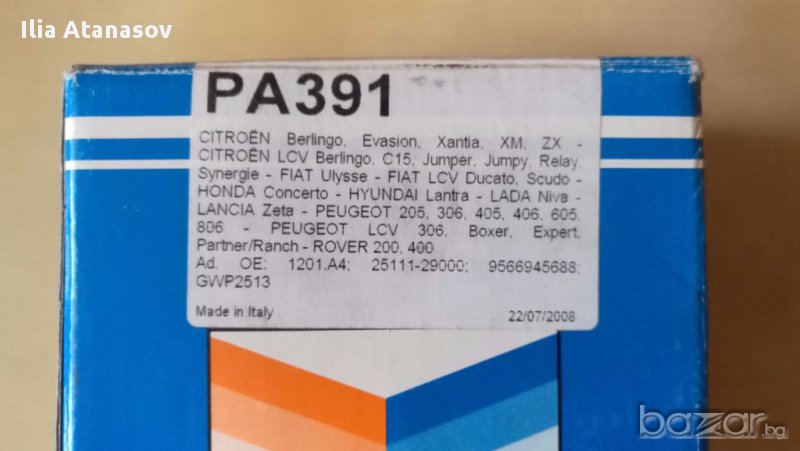 Ilia Atanasov
PA391
CITROËN Berlingo, Evasion, Xantia, XM, ZX -
CITROËN LCV Berlingo, C15, Jumper, Jumpy, Relay
Synergie - FIAT Ulysse - FIAT LCV Ducato, Scudo -
HONDA Concerto - HYUNDAI Lantra - LADA Niva -
LANCIA Zeta - PEUGEOT 205, 306, 405, 406, 605,
806 - PEUGEOT LCV 306, Boxer, Expert,
Partner/Ranch - ROVER 200, 400
Ad. OE: 1201.A4; 25111-29000; 9566945688;
GWP2513
Made in Italy 22/07/2008
bazar.bg